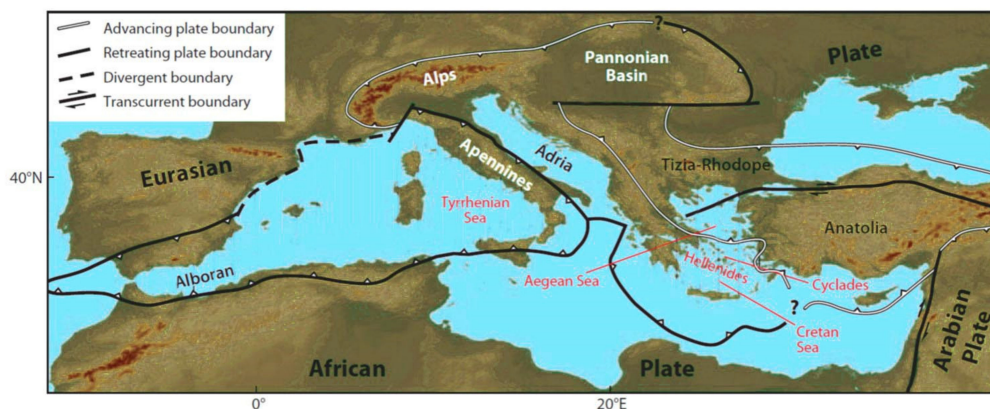 Advancing plate boundary
Retreating plate boundary
Divergent boundary
Transcurrent boundary
?
Plate
Pannonian
Basin
Alps
Eurasian
40°N
Apennines
Adria
Tizia-Rhodope
Tyrrhenian
Sea
Anatolia
Alboran
Aegean Sea
Hellenides
Cyclades
?
Cretan
Sea
Arabian
Plate
African
Plate
0°
20°E